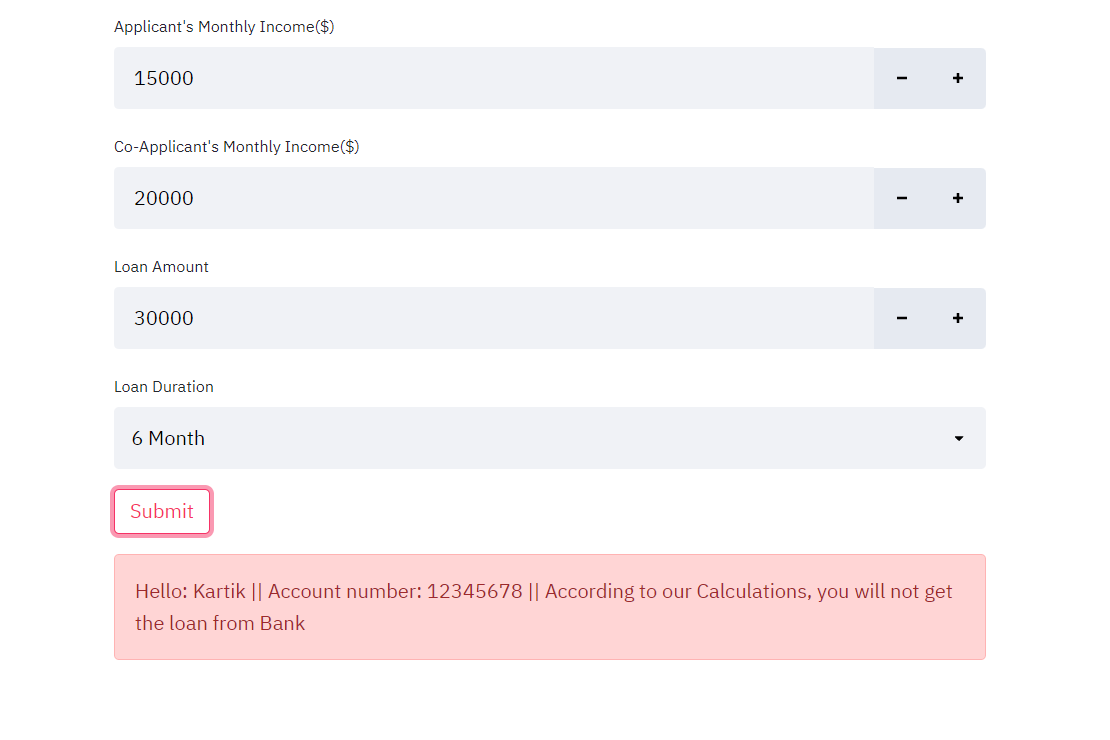 Applicant's Monthly Income($)
15000
Co-Applicant's Monthly Income($)
20000
Loan Amount
30000
Loan Duration
6 Month
Submit
Hello: Kartik || Account number: 12345678 || According to our Calculations, you will not get
the loan from Bank